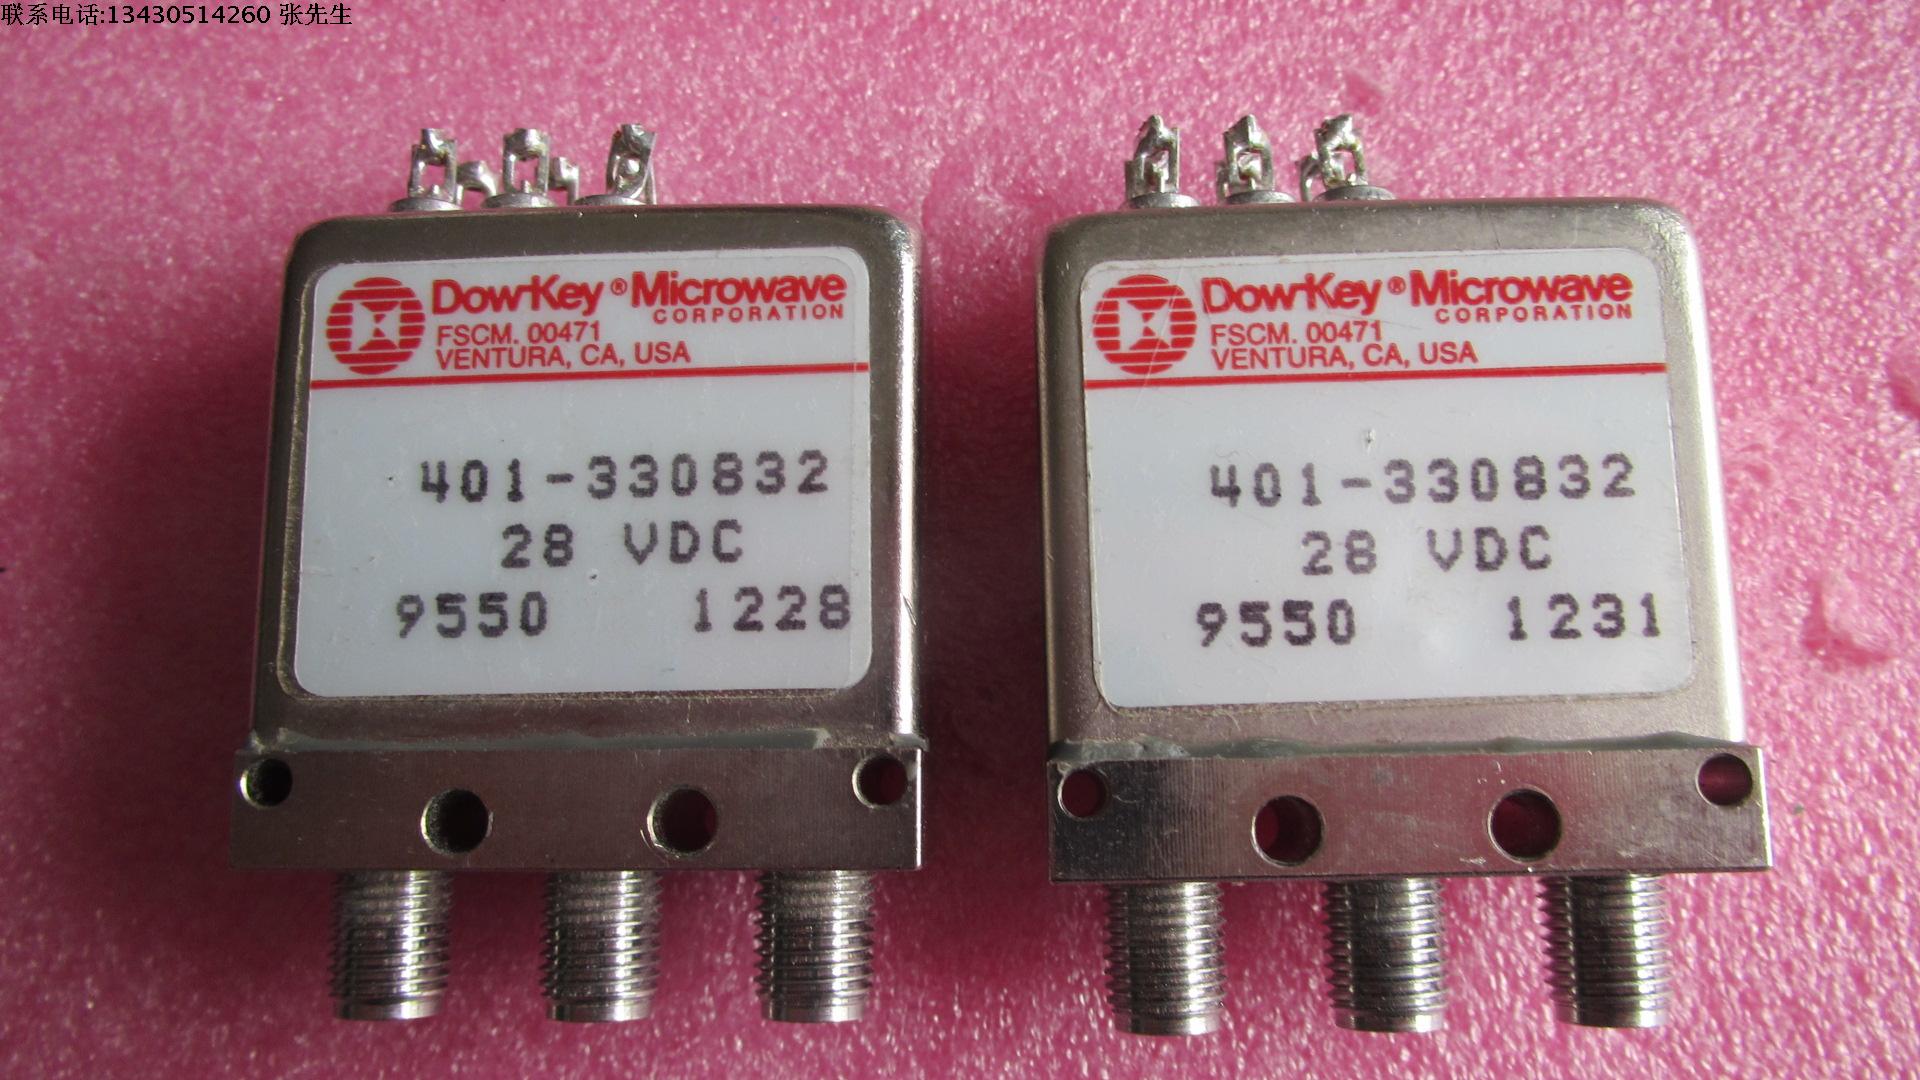 联系电话:13430514260 张先生
Dow-Key® Microwave
CORPORATION
FSCM. 00471
VENTURA, CA, USA
401-330832
28 VDC
9550 1228
Dow-Key® Microwave
CORPORATION
FSCM. 00471
VENTURA, CA, USA
401-330832
28 VDC
9550 1231